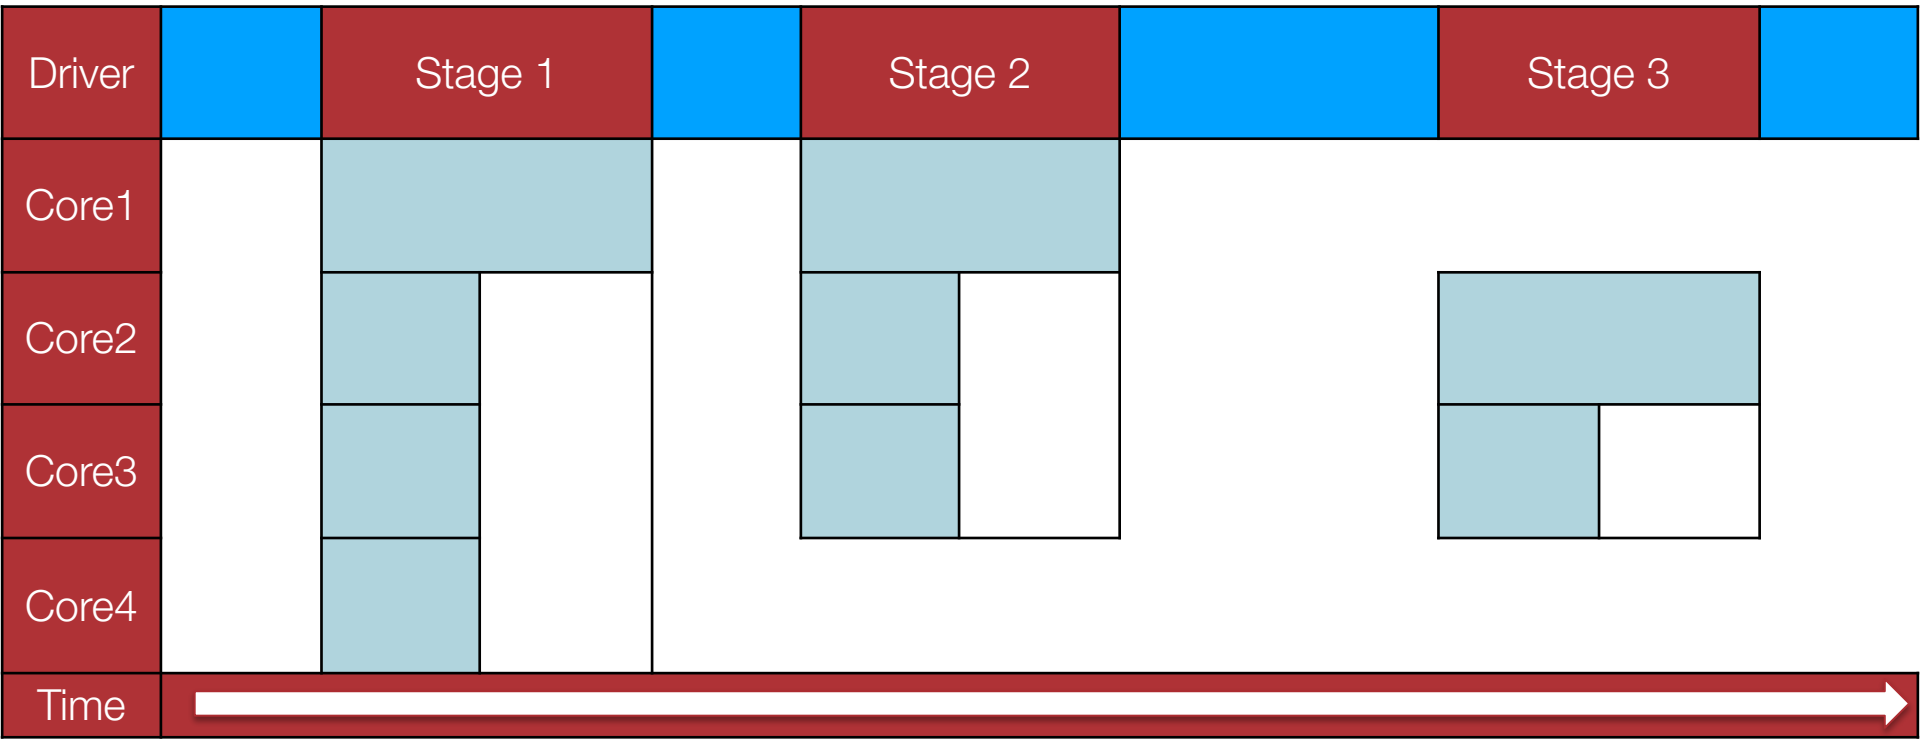 Driver
Stage 1
Stage 2
Stage 3
Core1
Core2
Core3
Core4
Time